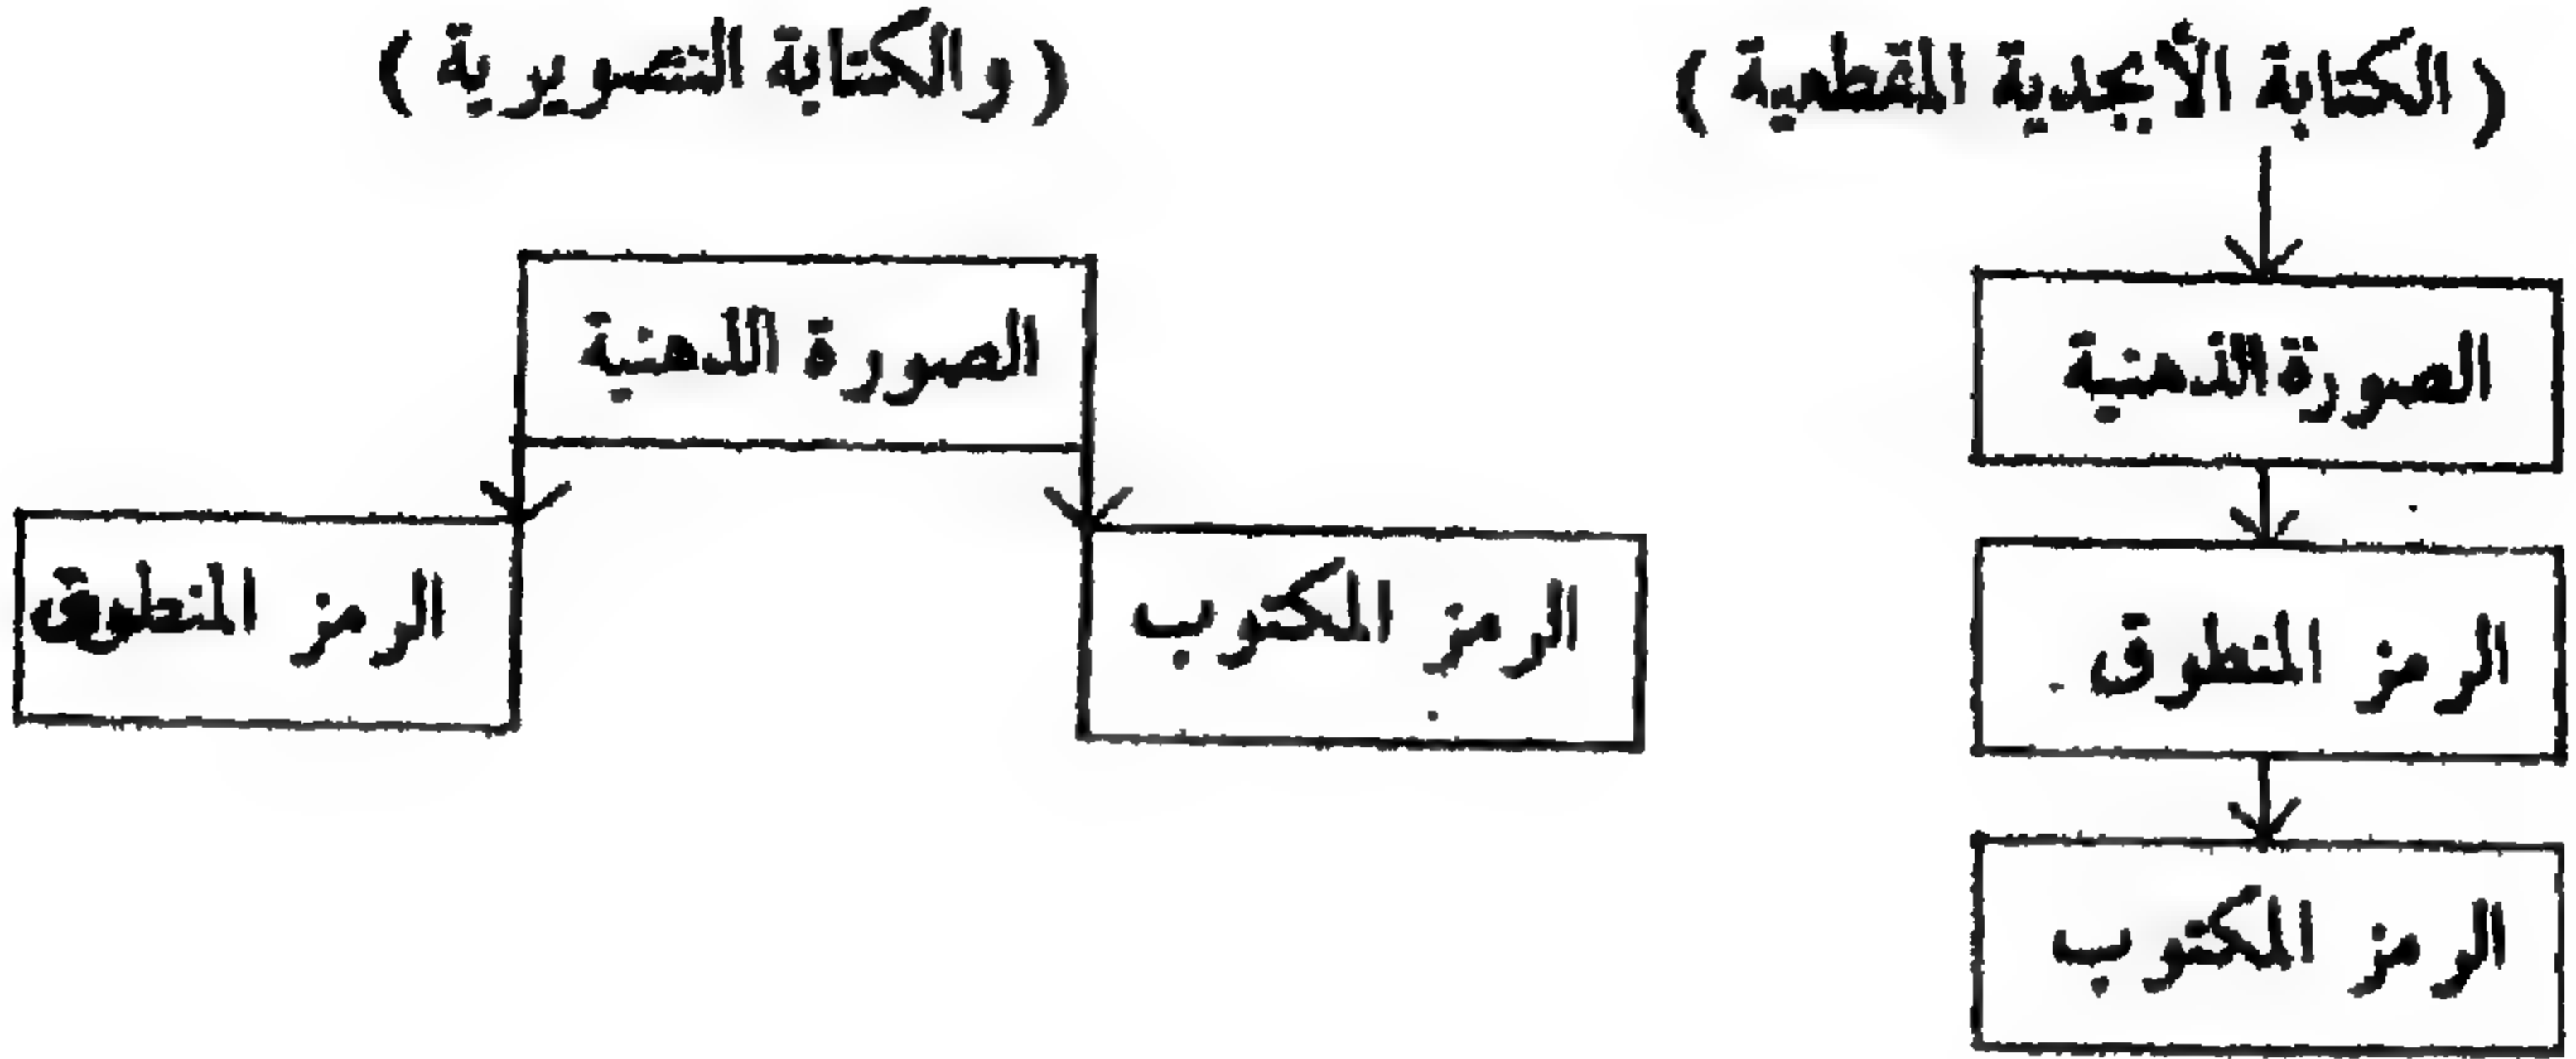 ( الكتابة الأبجدية المقطعية )
الصورة الذهنية
الرمز المنطوق
الرمز المكتوب
( والكتابة التصويرية )
الصورة الذهنية
الرمز المكتوب
الرمز المنطوق